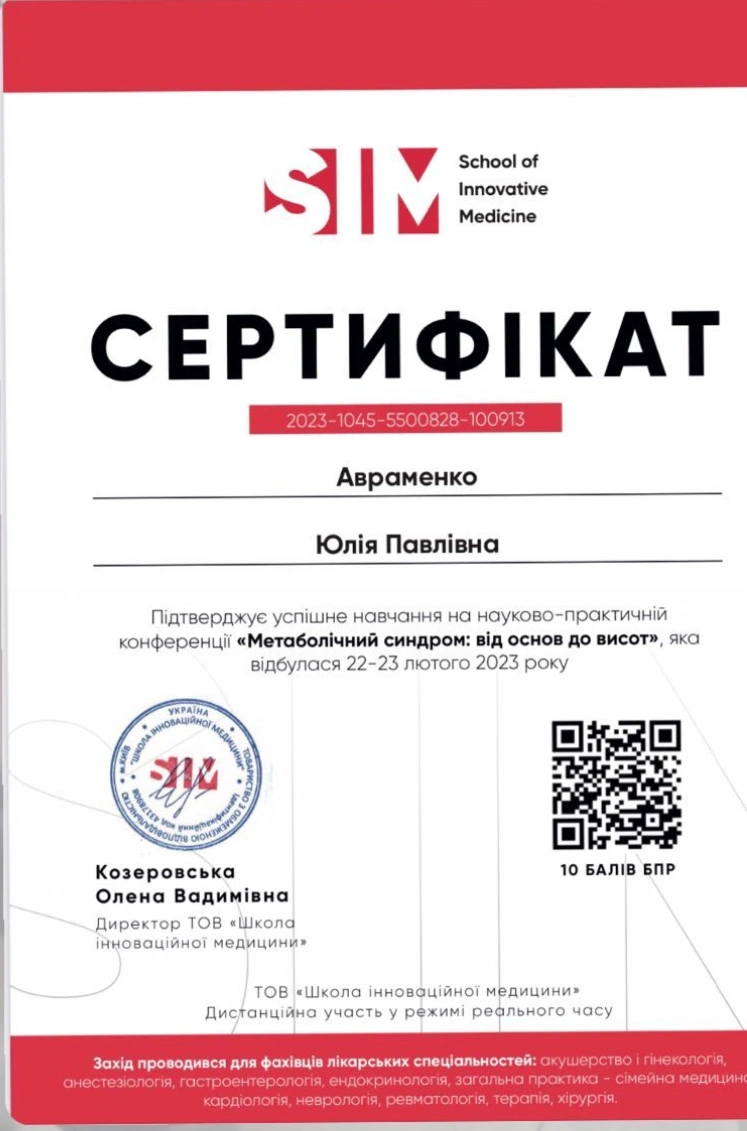 SIM
School of
Innovative
Medicine
СЕРТИФІКАТ
2023-1045-5500828-100913
Авраменко
Юлія Павлівна
Підтверджує успішне навчання на науково-практичній
конференції «Метаболічний синдром: від основ до висот», яка
відбулася 22-23 лютого 2023 року
УКРАЇНА
м.Київ
ТОВАРИСТВО З ОБМЕЖЕНОЮ ВІДПОВІДАЛЬНІСТЮ
"ШКОЛА ІННОВАЦІЙНОЇ МЕДИЦИНИ"
Ідентифікаційний код 43178908
SIM
10 БАЛІВ БПР
Козеровська
Олена Вадимівна
Директор ТОВ «Школа
інноваційної медицини»
ТОВ «Школа інноваційної медицини»
Дистанційна участь у режимі реального часу
Захід проводився для фахівців лікарських спеціальностей: акушерство і гінекологія,
анестезіологія, гастроентерологія, ендокринологія, загальна практика - сімейна медицина
кардіологія, неврологія, ревматологія, терапія, хірургія.